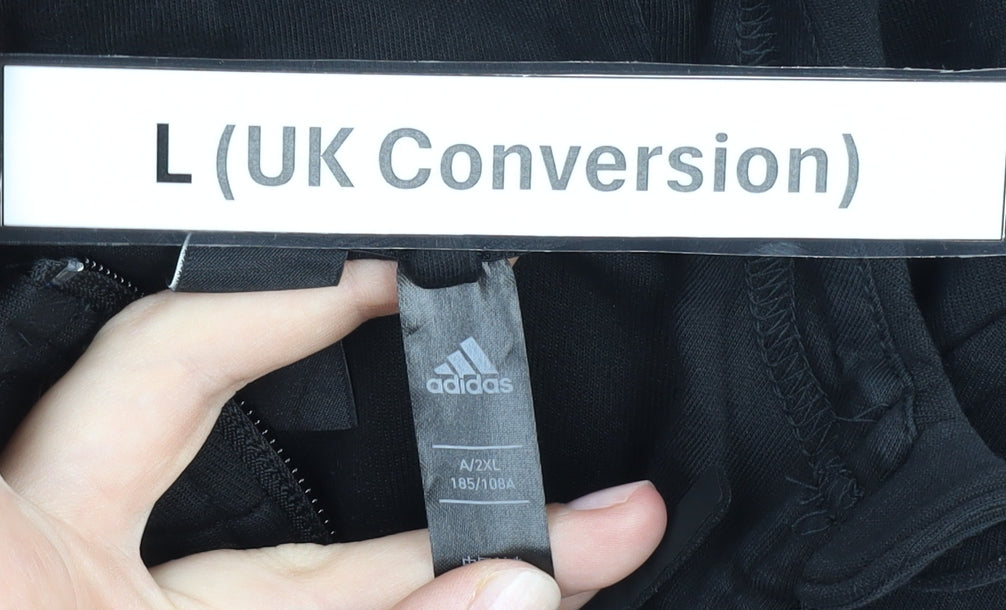 L (UK Conversion)
adidas
A/2XL
185/108A